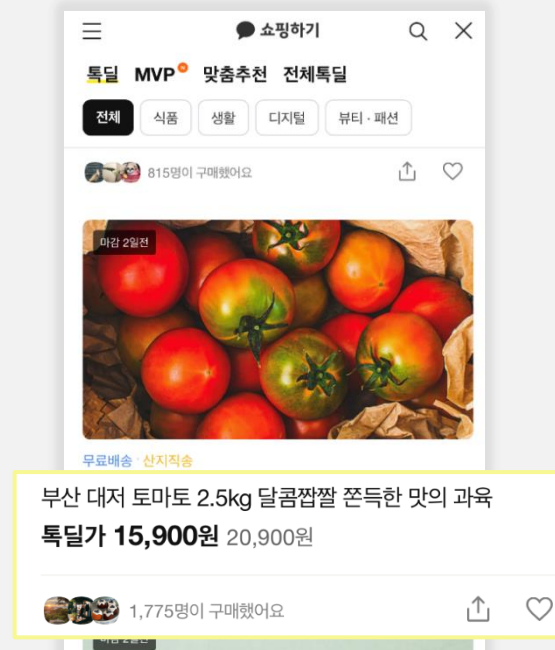 쇼핑하기
톡딜 MVP 맞춤추천 전체톡딜
전체 식품 생활 디지털 뷰티 · 패션
815명이 구매했어요
마감 2일전
무료배송 · 산지직송
부산 대저 토마토 2.5kg 달콤짭짤 쫀득한 맛의 과육
톡딜가 15,900원 20,900원
1,775명이 구매했어요
마감 2일전